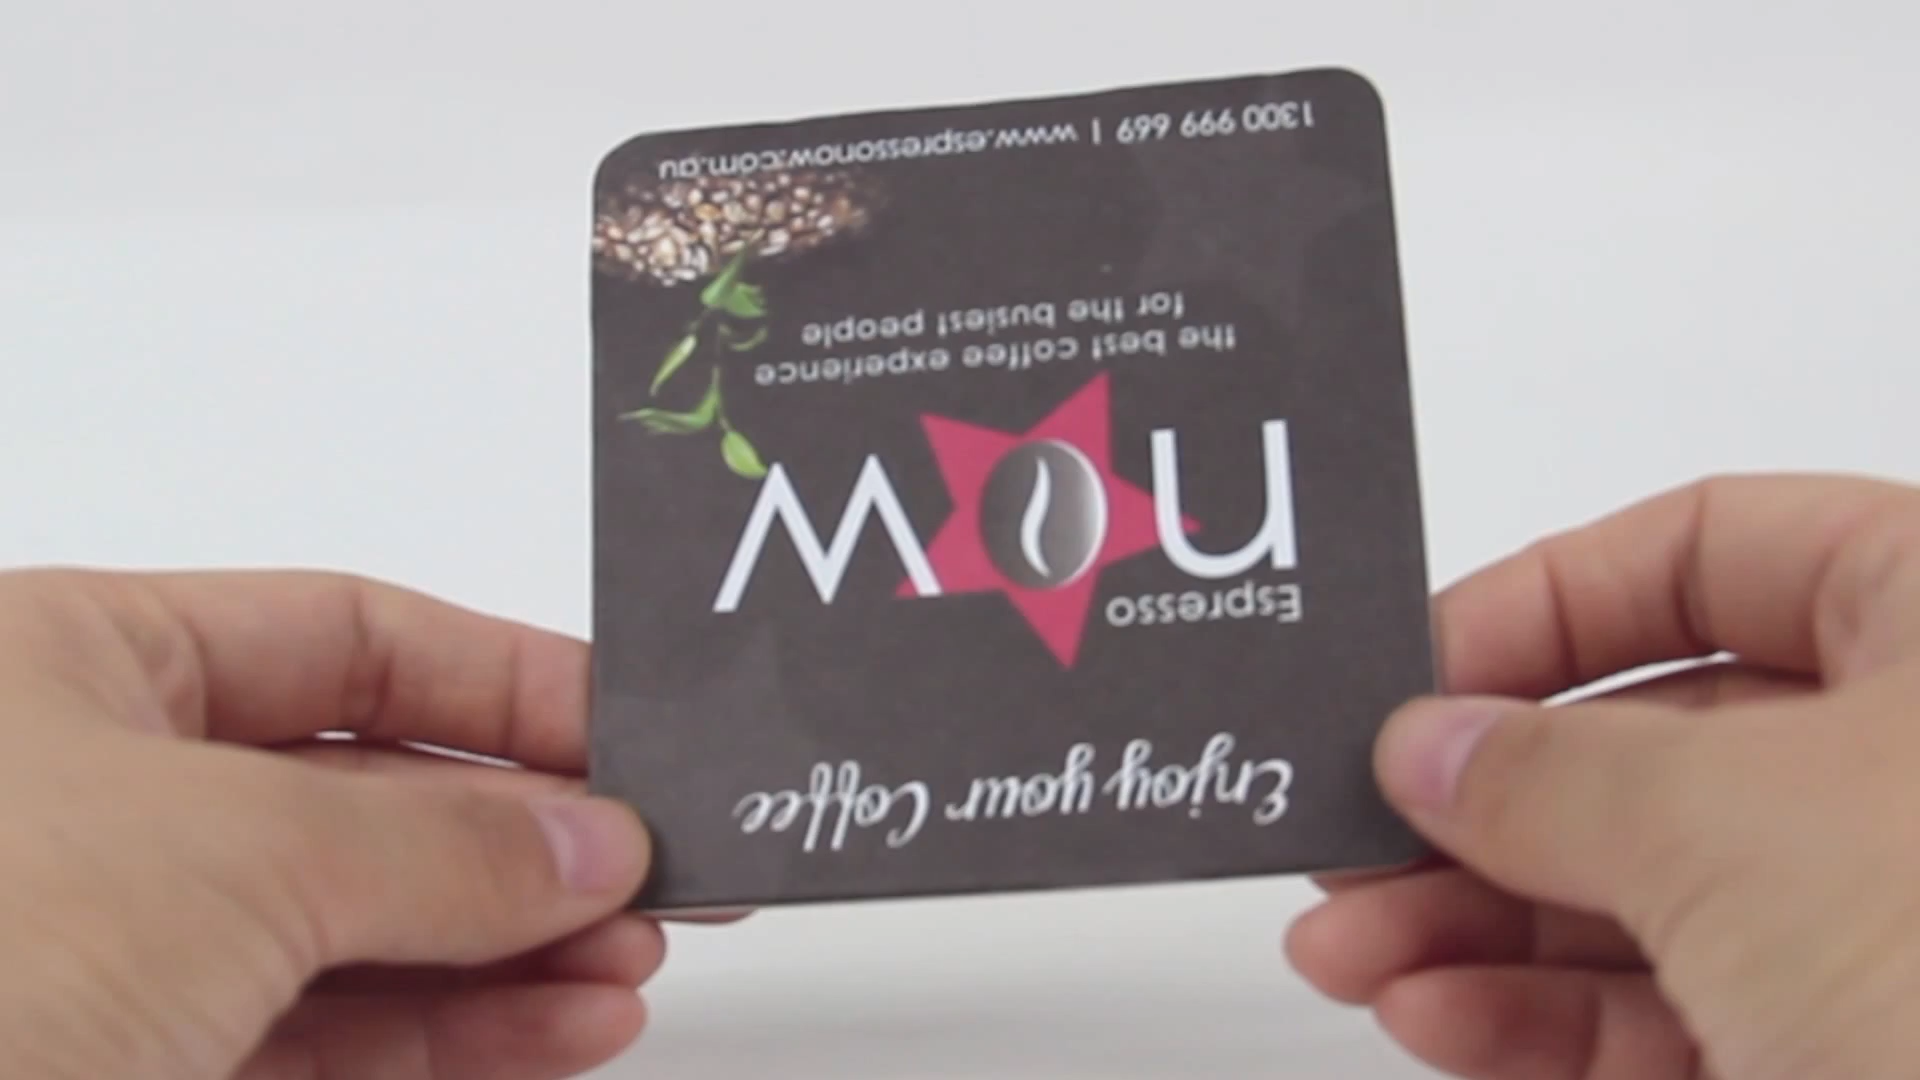 Enjoy your Coffee
Espresso
now
the best coffee experience
for the busiest people
1300 999 669 | www.espressonow.com.au